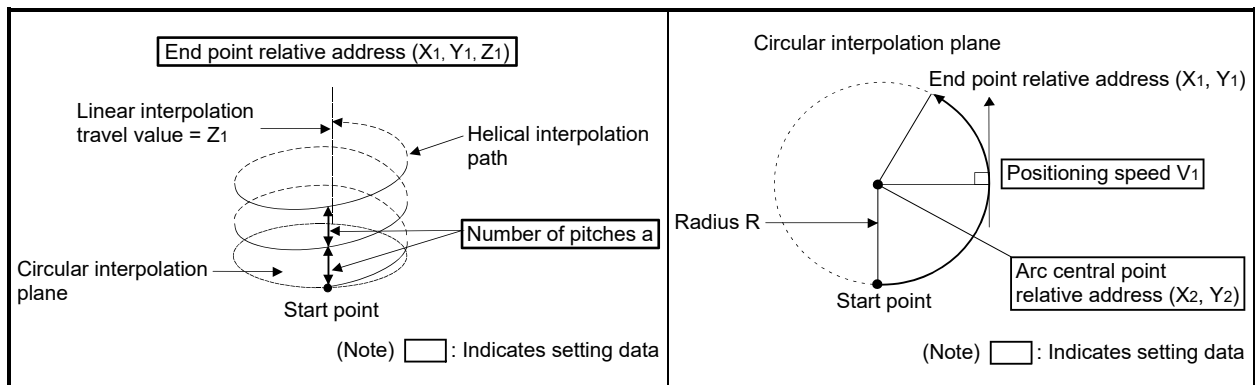 End point relative address (X1, Y1, Z1)
Linear interpolation
travel value = Z1
Helical interpolation
path
Number of pitches a
Circular interpolation
plane
Start point
(Note) : Indicates setting data
Circular interpolation plane
End point relative address (X1, Y1)
Positioning speed V1
Radius R
Arc central point
relative address (X2, Y2)
Start point
(Note) : Indicates setting data